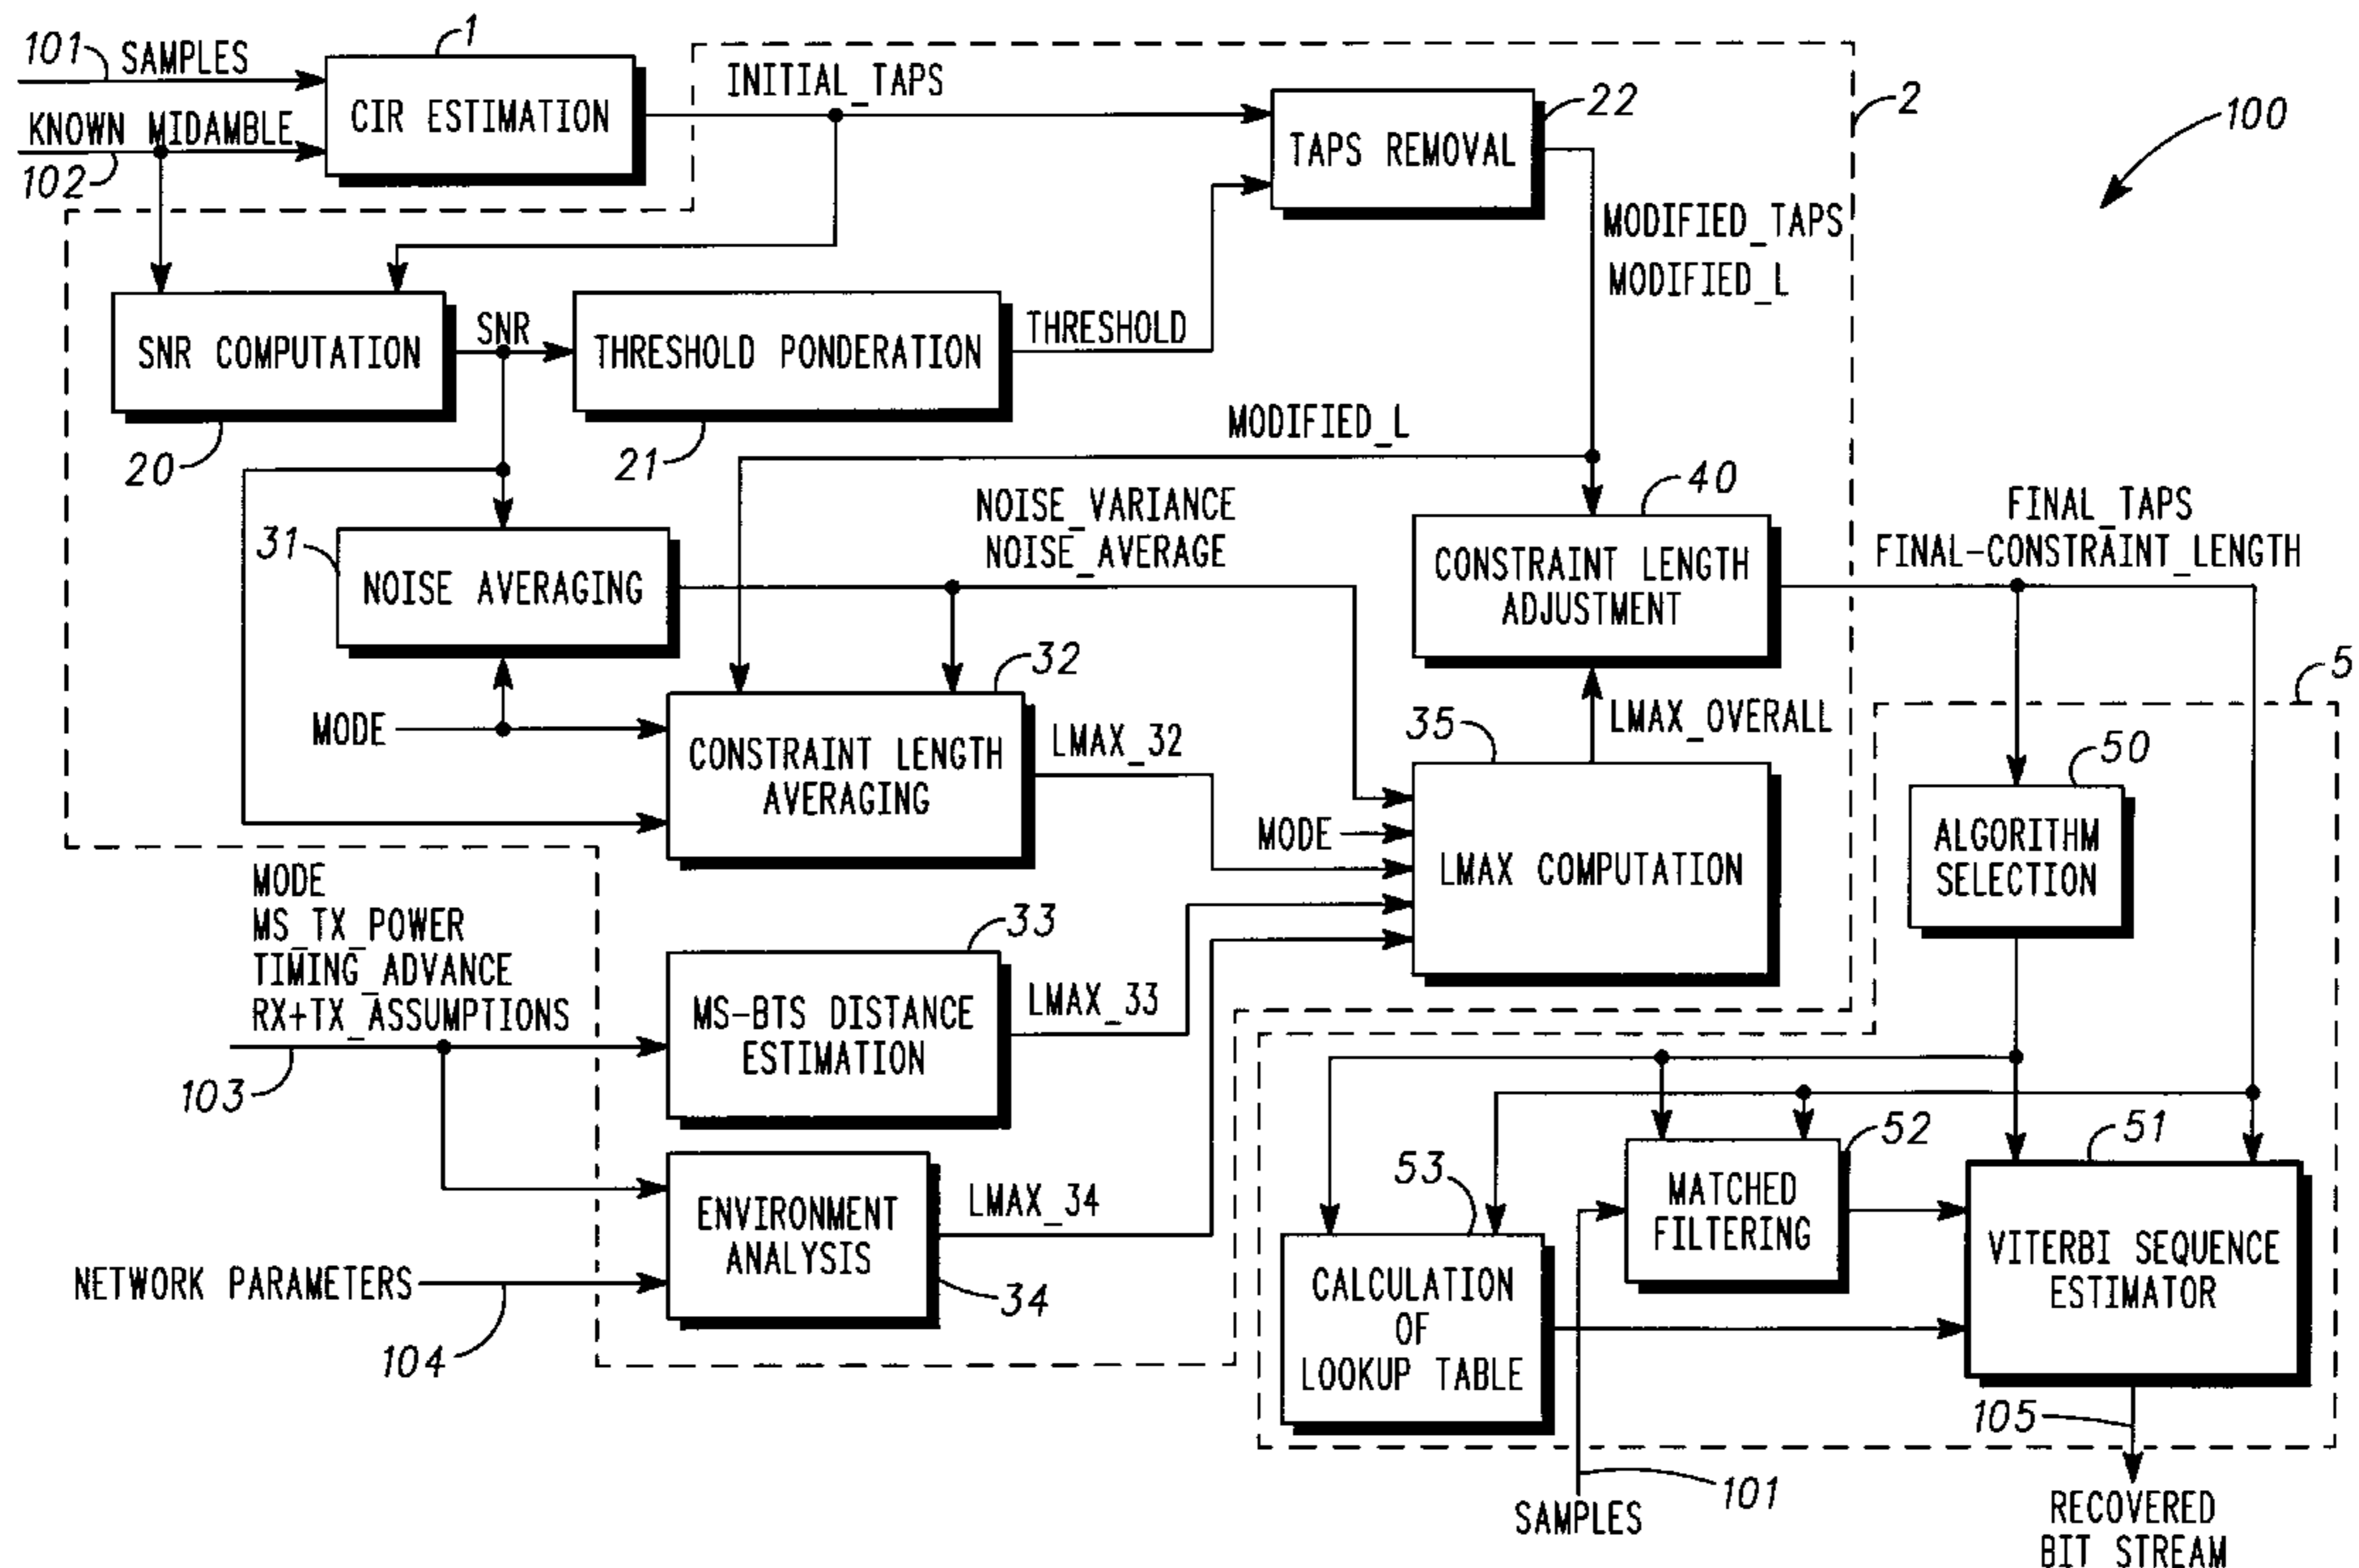 101
SAMPLES
1
KNOWN MIDAMBLE
102
CIR ESTIMATION
INITIAL_TAPS
TAPS REMOVAL
22
2
100
MODIFIED_TAPS
MODIFIED_L
SNR COMPUTATION
20
SNR
THRESHOLD PONDERATION
21
THRESHOLD
MODIFIED_L
31
NOISE AVERAGING
NOISE_VARIANCE
NOISE_AVERAGE
40
CONSTRAINT LENGTH
ADJUSTMENT
FINAL_TAPS
FINAL-CONSTRAINT_LENGTH
MODE
32
CONSTRAINT LENGTH
AVERAGING
LMAX_32
35
LMAX_OVERALL
MODE
LMAX COMPUTATION
5
50
ALGORITHM
SELECTION
MODE
MS_TX_POWER
TIMING_ADVANCE
RX+TX_ASSUMPTIONS
103
33
MS-BTS DISTANCE
ESTIMATION
LMAX_33
ENVIRONMENT
ANALYSIS
LMAX_34
34
NETWORK PARAMETERS
104
53
CALCULATION
OF
LOOKUP TABLE
52
MATCHED
FILTERING
51
VITERBI SEQUENCE
ESTIMATOR
105
101
SAMPLES
RECOVERED
BIT STREAM